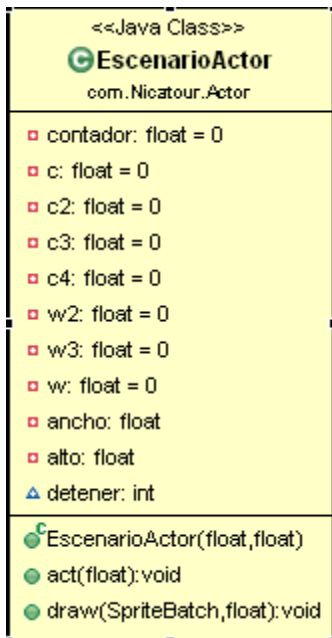 <<Java Class>>
EscenarioActor
com.Nicatour.Actor
contador: float = 0
c: float = 0
c2: float = 0
c3: float = 0
c4: float = 0
w2: float = 0
w3: float = 0
w: float = 0
ancho: float
alto: float
detener: int
EscenarioActor(float,float)
act(float):void
draw(SpriteBatch,float):void